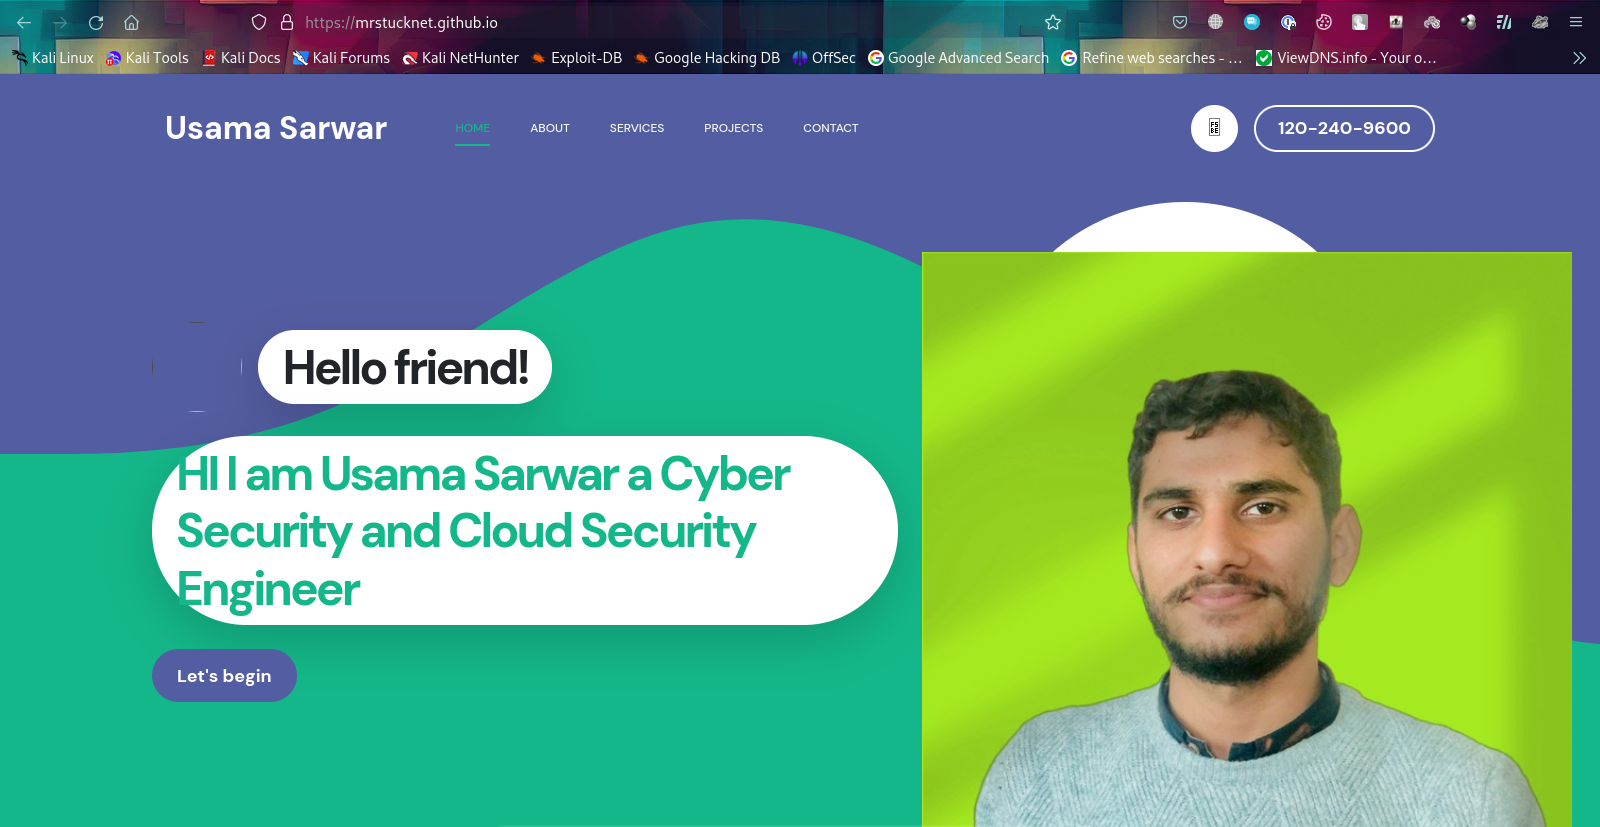 https://mrstucknet.github.io
Kali Linux Kali Tools Kali Docs Kali Forums Kali NetHunter Exploit-DB Google Hacking DB OffSec Google Advanced Search Refine web searches - ... ViewDNS.info - Your o...
Usama Sarwar HOME ABOUT SERVICES PROJECTS CONTACT 120-240-9600
Hello friend!
HI I am Usama Sarwar a Cyber
Security and Cloud Security
Engineer
Let's begin